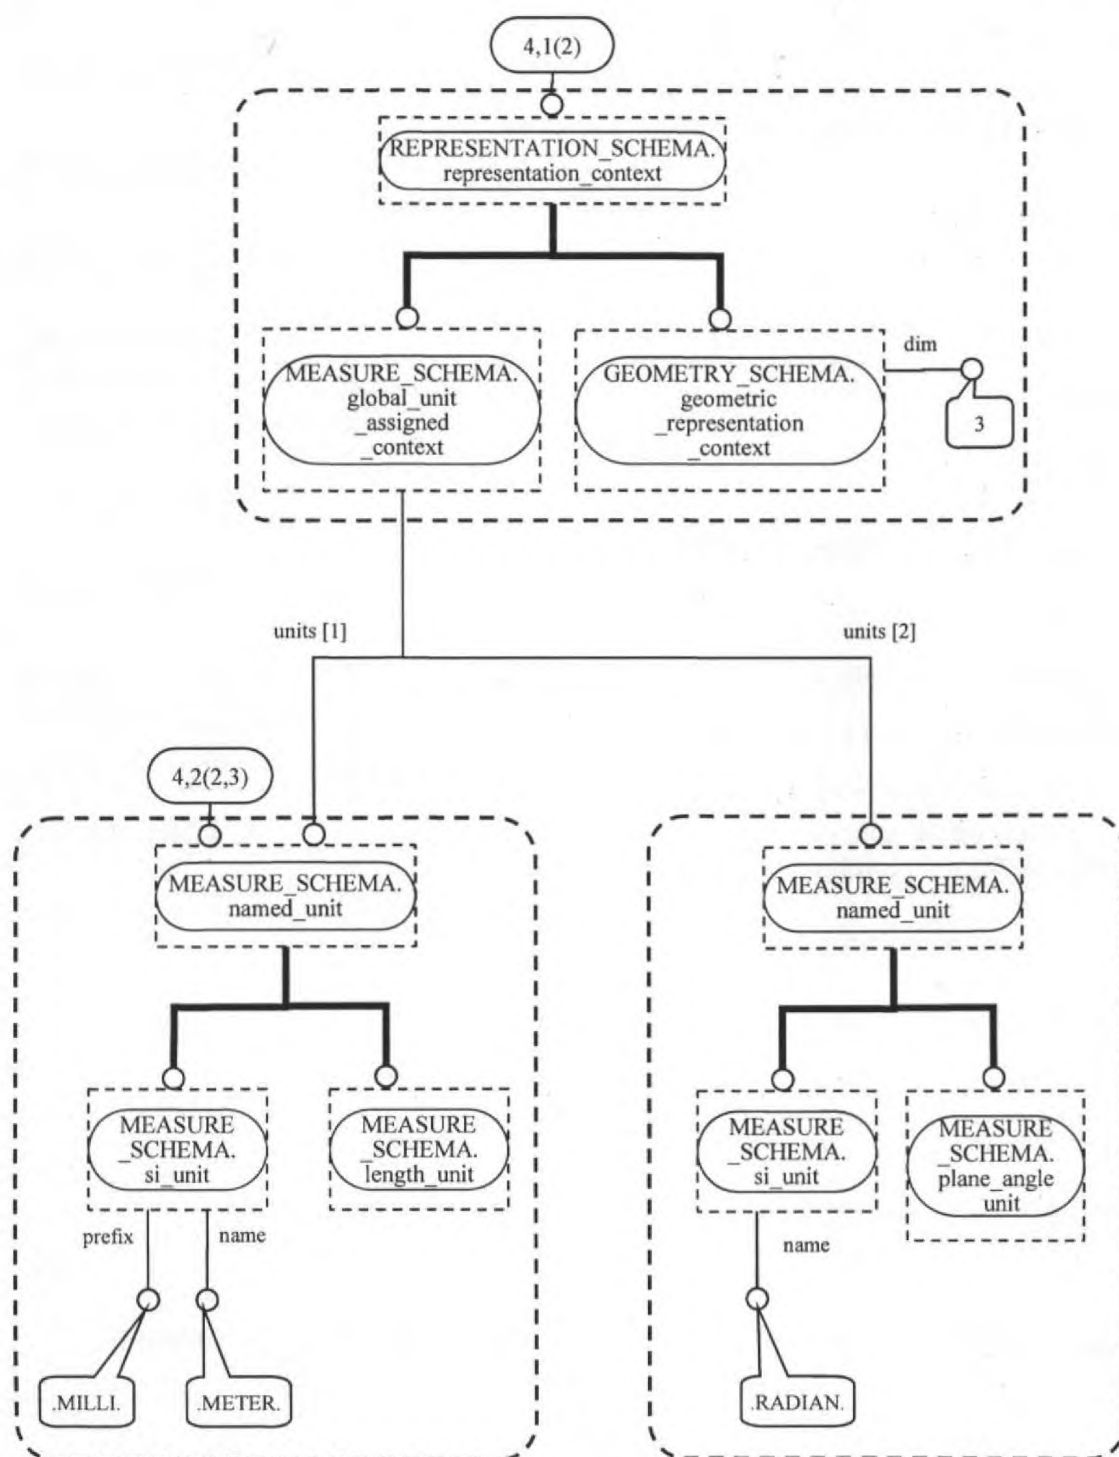 4,1(2)
REPRESENTATION_SCHEMA.
representation_context
MEASURE_SCHEMA.
global_unit
_assigned
_context
GEOMETRY_SCHEMA.
geometric
_representation
_context
dim
3
units [1]
units [2]
4,2(2,3)
MEASURE_SCHEMA.
named_unit
MEASURE_SCHEMA.
named_unit
MEASURE
_SCHEMA.
si_unit
MEASURE
_SCHEMA.
length_unit
MEASURE
_SCHEMA.
si_unit
MEASURE
_SCHEMA.
plane_angle
unit
prefix
name
name
.MILLI.
.METER.
.RADIAN.